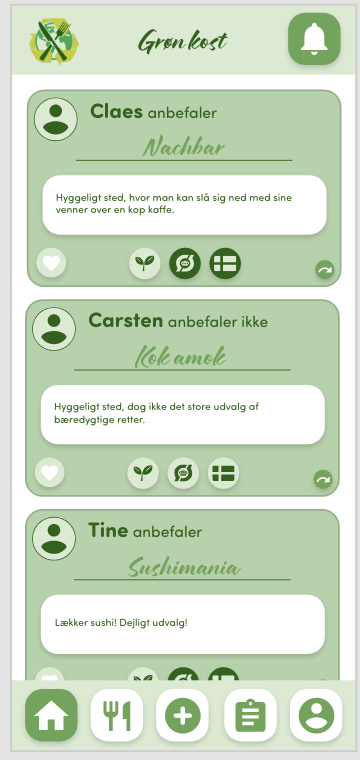 Grøn kost
Claes anbefaler
Nachbar
Hyggeligt sted, hvor man kan slå sig ned med sine
venner over en kop kaffe.
Carsten anbefaler ikke
Kok amok
Hyggeligt sted, dog ikke det store udvalg af
bæredygtige retter.
Tine anbefaler
Sushimania
Lækker sushi! Dejligt udvalg!